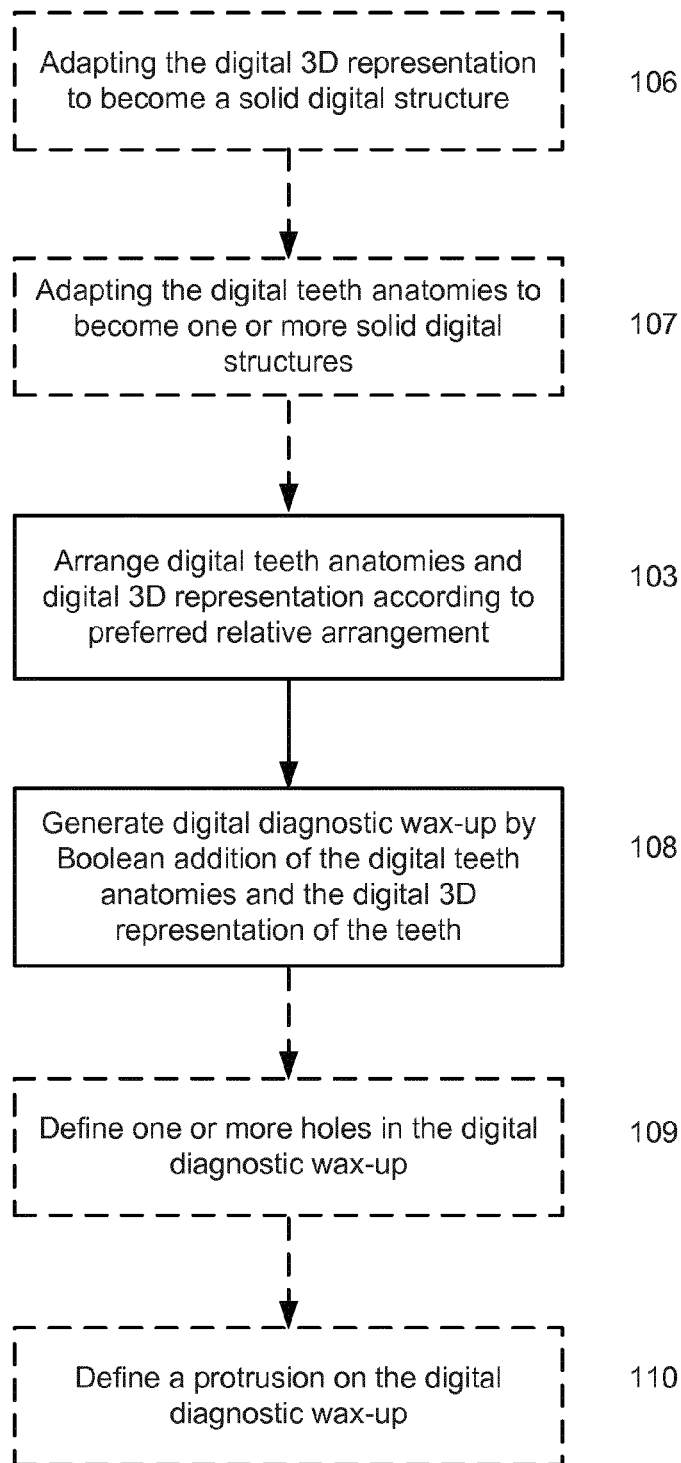 Adapting the digital 3D representation
to become a solid digital structure
106
Adapting the digital teeth anatomies to
become one or more solid digital
structures
107
Arrange digital teeth anatomies and
digital 3D representation according to
preferred relative arrangement
103
Generate digital diagnostic wax-up by
Boolean addition of the digital teeth
anatomies and the digital 3D
representation of the teeth
108
Define one or more holes in the digital
diagnostic wax-up
109
Define a protrusion on the digital
diagnostic wax-up
110